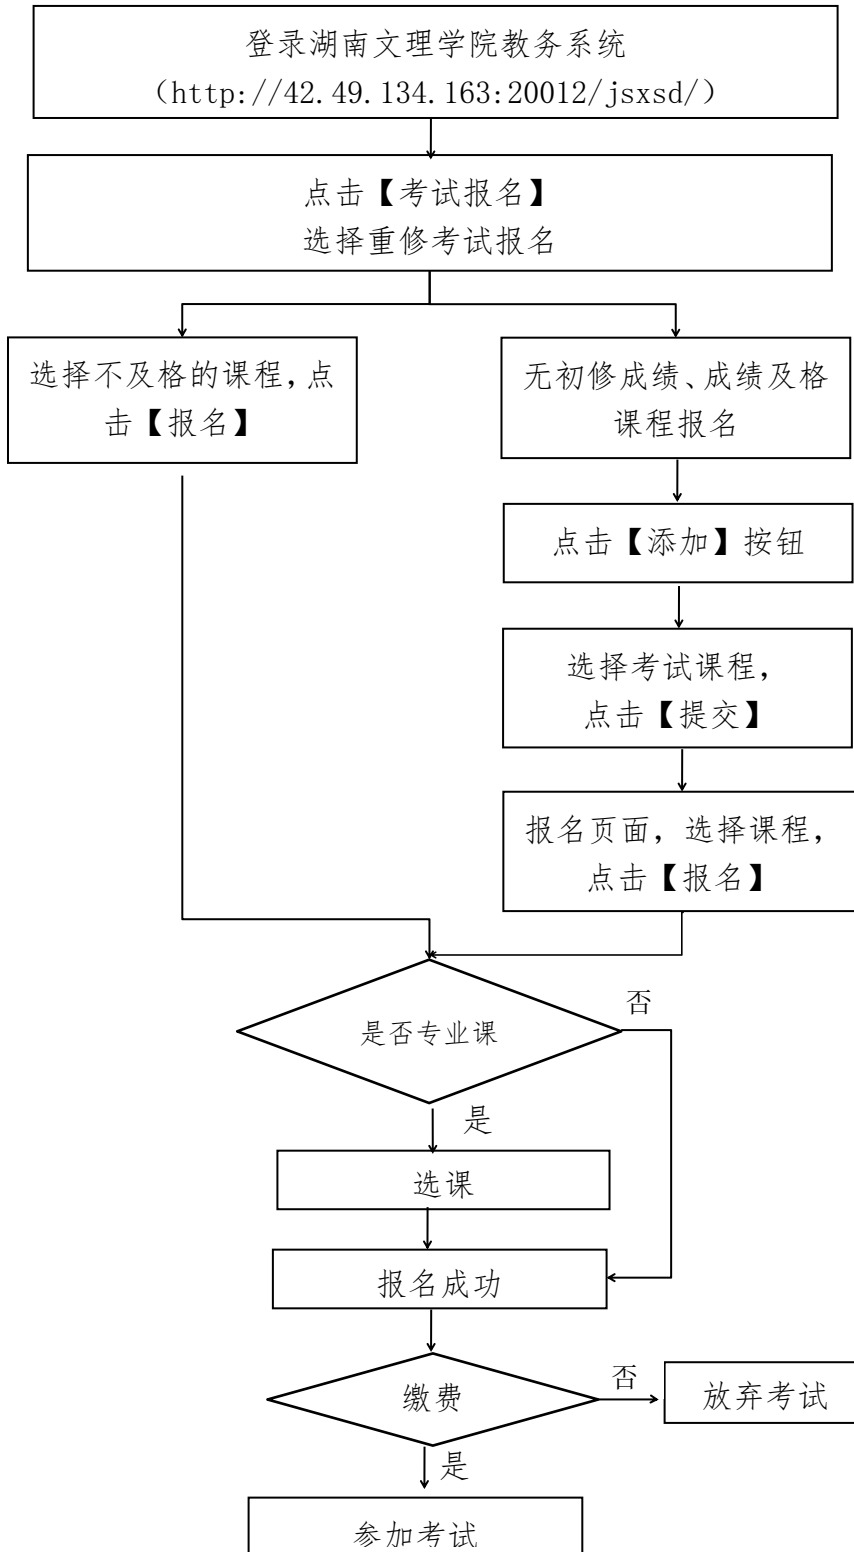 登录湖南文理学院教务系统
（http://42.49.134.163:20012/jsxsd/）
点击【考试报名】
选择重修考试报名
选择不及格的课程，点
击【报名】
无初修成绩、成绩及格
课程报名
点击【添加】按钮
选择考试课程，
点击【提交】
报名页面，选择课程，
点击【报名】
是否专业课
否
是
选课
报名成功
缴费
否
放弃考试
是
参加考试